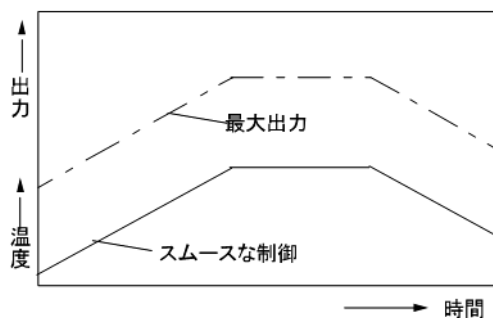 出力
最大出力
温度
スムースな制御
時間